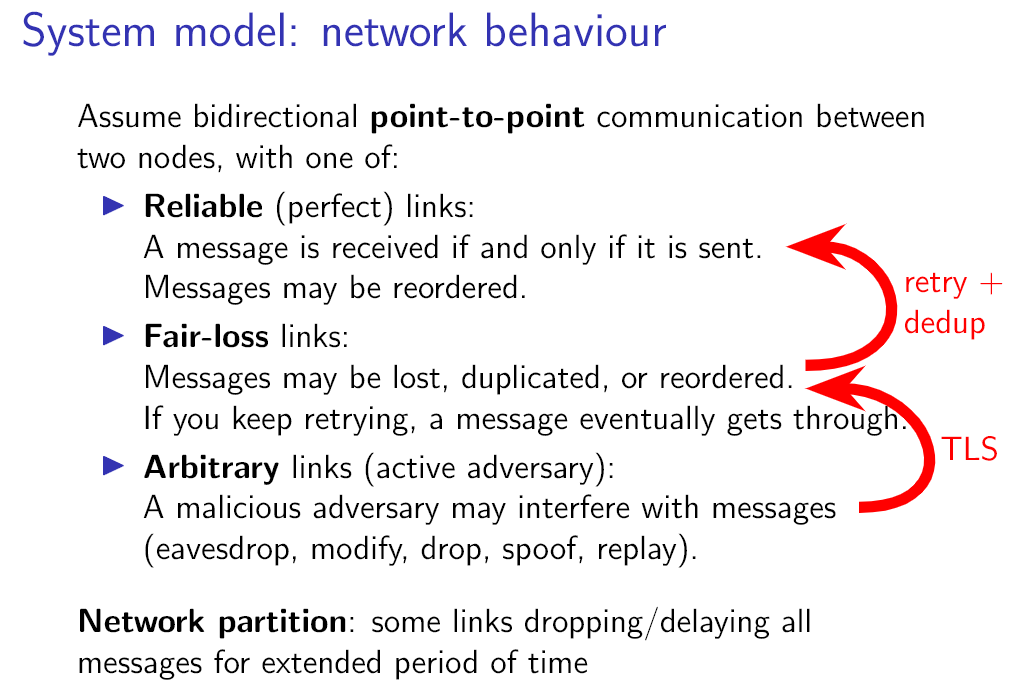 System model: network behaviour
Assume bidirectional point-to-point communication between
two nodes, with one of:
Reliable (perfect) links:
A message is received if and only if it is sent.
Messages may be reordered.
retry +
dedup
Fair-loss links:
Messages may be lost, duplicated, or reordered.
If you keep retrying, a message eventually gets through.
TLS
Arbitrary links (active adversary):
A malicious adversary may interfere with messages
(eavesdrop, modify, drop, spoof, replay).
Network partition: some links dropping/delaying all
messages for extended period of time